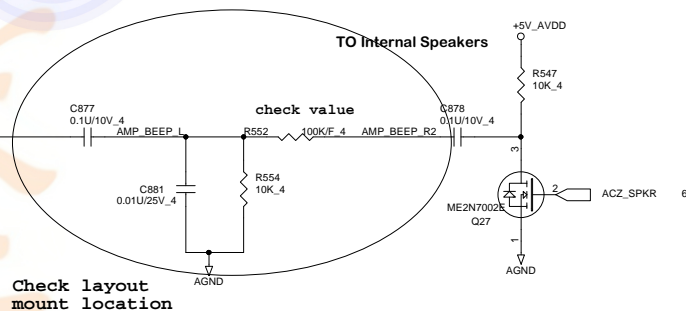 +5V_AVDD
TO Internal Speakers
R547
10K_4
C877
0.1U/10V_4
check value
C878
0.1U/10V_4
AMP_BEEP_L
R552
100K/F_4
AMP_BEEP_R2
3
C881
0.01U/25V_4
R554
10K_4
ME2N7002E
Q27
2
ACZ_SPKR
6
1
AGND
AGND
Check layout
mount location